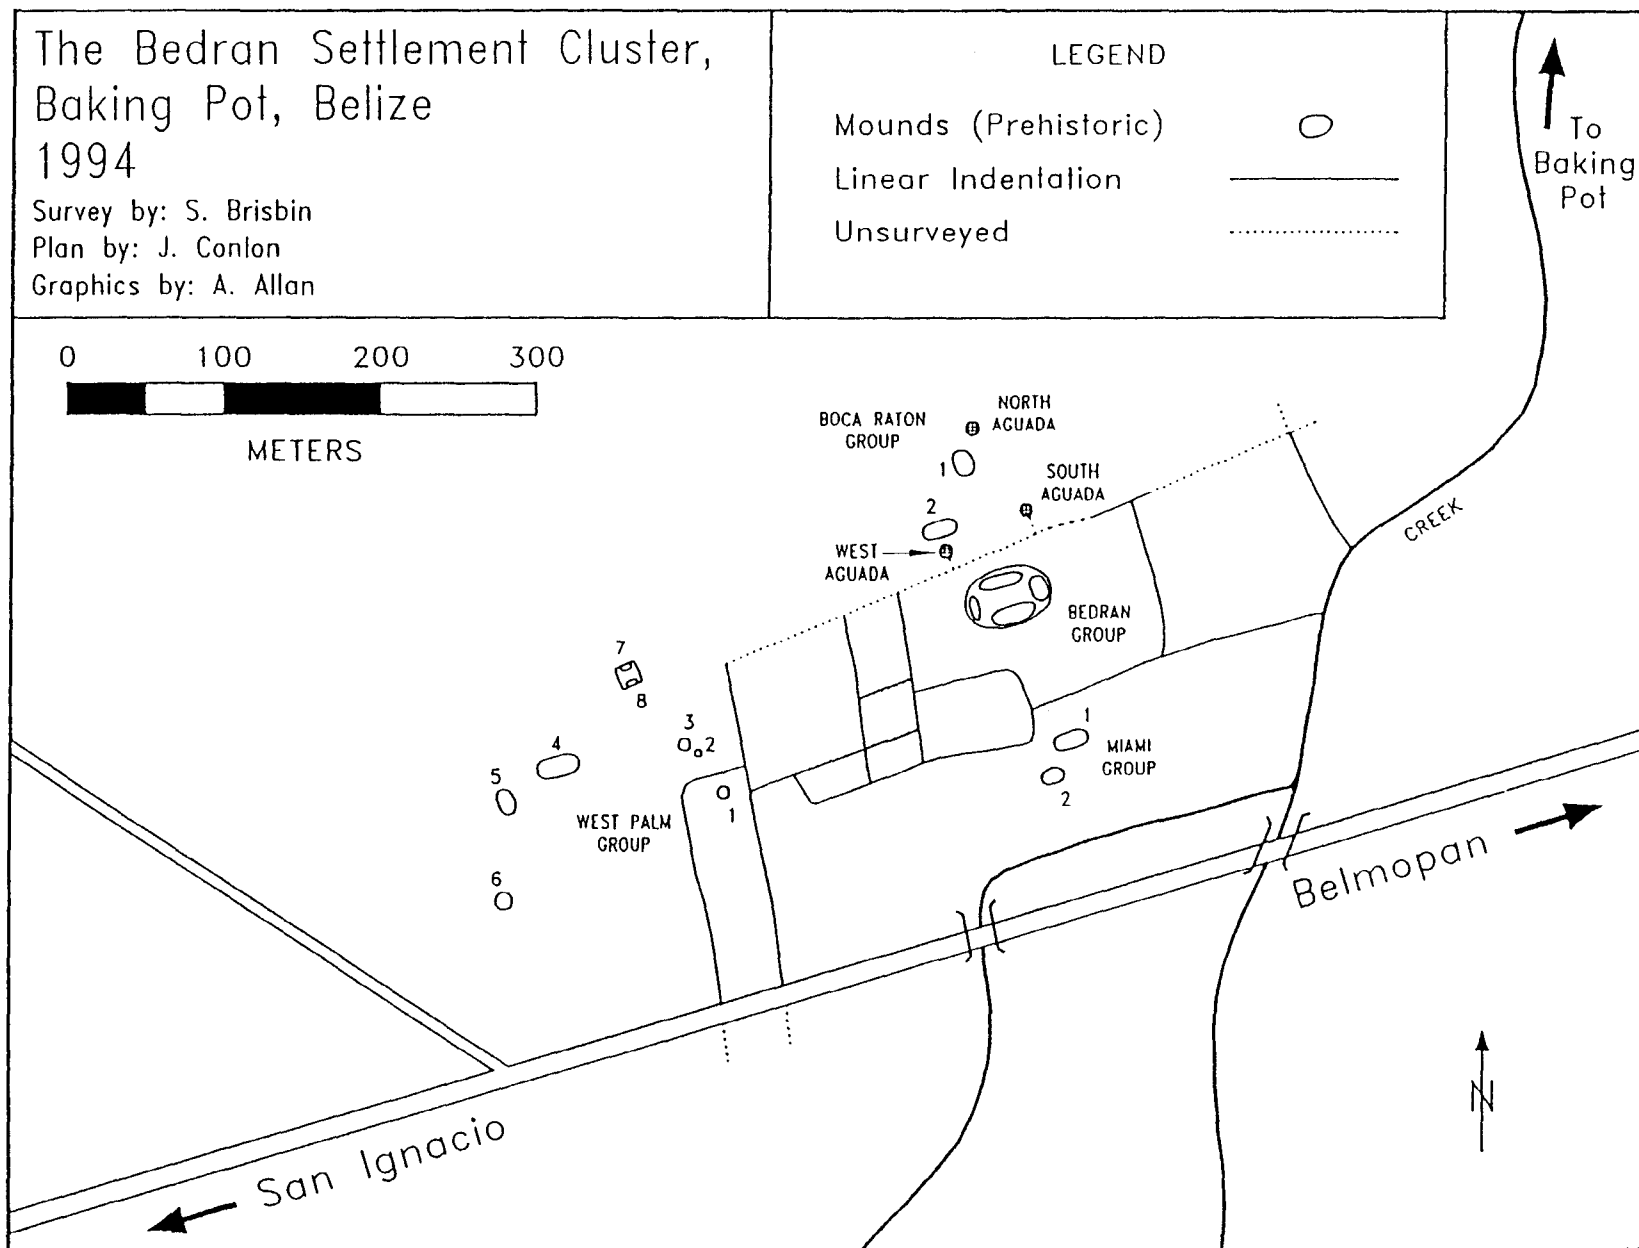 The Bedran Settlement Cluster,
Baking Pot, Belize
1994
Survey by: S. Brisbin
Plan by: J. Conlon
Graphics by: A. Allan
LEGEND
Mounds (Prehistoric)
Linear Indentation
Unsurveyed
To
Baking
Pot
0 100 200 300
METERS
BOCA RATON
GROUP
NORTH
AGUADA
1
SOUTH
AGUADA
2
WEST
AGUADA
CREEK
BEDRAN
GROUP
7
8
3
2
4
5
1
WEST PALM
GROUP
6
1
MIAMI
GROUP
2
Belmopan
San Ignacio
N